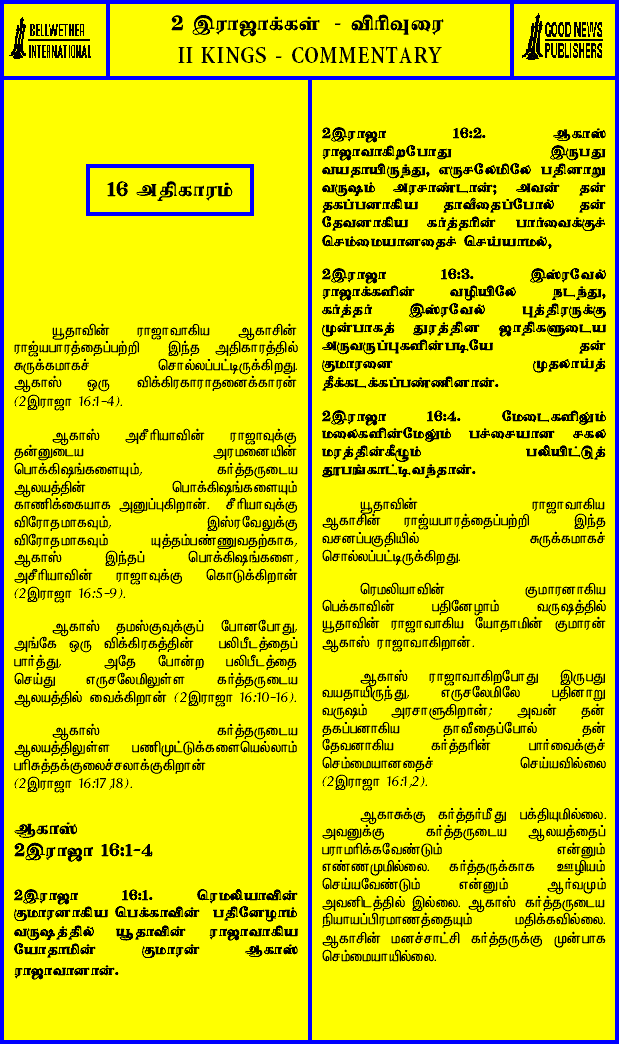 BELLWETHER
INTERNATIONAL
2 இராஜாக்கள் - விரிவுரை
II KINGS - COMMENTARY
GOOD NEWS
PUBLISHERS
16 அதிகாரம்
யூதாவின் ராஜாவாகிய ஆகாசின்
ராஜ்யபாரத்தைப்பற்றி இந்த அதிகாரத்தில்
சுருக்கமாகச் சொல்லப்பட்டிருக்கிறது.
ஆகாஸ் ஒரு விக்கிரகாராதனைக்காரன்
(2இராஜா 16:1-4).
ஆகாஸ் அசீரியாவின் ராஜாவுக்கு
தன்னுடைய அரமனையின்
பொக்கிஷங்களையும், கர்த்தருடைய
ஆலயத்தின் பொக்கிஷங்களையும்
காணிக்கையாக அனுப்புகிறான். சீரியாவுக்கு
விரோதமாகவும், இஸ்ரவேலுக்கு
விரோதமாகவும் யுத்தம்பண்ணுவதற்காக,
ஆகாஸ் இந்தப் பொக்கிஷங்களை,
அசீரியாவின் ராஜாவுக்கு கொடுக்கிறான்
(2இராஜா 16:5-9).
ஆகாஸ் தமஸ்குவுக்குப் போனபோது,
அங்கே ஒரு விக்கிரகத்தின் பலிபீடத்தைப்
பார்த்து, அதே போன்ற பலிபீடத்தை
செய்து எருசலேமிலுள்ள கர்த்தருடைய
ஆலயத்தில் வைக்கிறான் (2இராஜா 16:10-16).
ஆகாஸ் கர்த்தருடைய
ஆலயத்திலுள்ள பணிமுட்டுக்களையெல்லாம்
பரிசுத்தக்குலைச்சலாக்குகிறான்
(2இராஜா 16:17,18).
ஆகாஸ்
2இராஜா 16:1-4
2இராஜா 16:1. ரெமலியாவின்
குமாரனாகிய பெக்காவின் பதினேழாம்
வருஷத்தில் யூதாவின் ராஜாவாகிய
யோதாமின் குமாரன் ஆகாஸ்
ராஜாவானான்.
2இராஜா 16:2. ஆகாஸ்
ராஜாவாகிறபோது இருபது
வயதாயிருந்து, எருசலேமிலே பதினாறு
வருஷம் அரசாண்டான்; அவன் தன்
தகப்பனாகிய தாவீதைப்போல் தன்
தேவனாகிய கர்த்தரின் பார்வைக்குச்
செம்மையானதைச் செய்யாமல்,
2இராஜா 16:3. இஸ்ரவேல்
ராஜாக்களின் வழியிலே நடந்து,
கர்த்தர் இஸ்ரவேல் புத்திரருக்கு
முன்பாகத் துரத்தின ஜாதிகளுடைய
அருவருப்புகளின்படியே தன்
குமாரனை முதலாய்த்
தீக்கடக்கப்பண்ணினான்.
2இராஜா 16:4. மேடைகளிலும்
மலைகளின்மேலும் பச்சையான சகல
மரத்தின்கீழும் பலியிட்டுத்
தூபங்காட்டிவந்தான்.
யூதாவின் ராஜாவாகிய
ஆகாசின் ராஜ்யபாரத்தைப்பற்றி இந்த
வசனப்பகுதியில் சுருக்கமாகச்
சொல்லப்பட்டிருக்கிறது.
ரெமலியாவின் குமாரனாகிய
பெக்காவின் பதினேழாம் வருஷத்தில்
யூதாவின் ராஜாவாகிய யோதாமின் குமாரன்
ஆகாஸ் ராஜாவாகிறான்.
ஆகாஸ் ராஜாவாகிறபோது இருபது
வயதாயிருந்து, எருசலேமிலே பதினாறு
வருஷம் அரசாளுகிறான்; அவன் தன்
தகப்பனாகிய தாவீதைப்போல் தன்
தேவனாகிய கர்த்தரின் பார்வைக்குச்
செம்மையானதைச் செய்யவில்லை
(2இராஜா 16:1,2).
ஆகாசுக்கு கர்த்தர்மீது பக்தியுமில்லை.
அவனுக்கு கர்த்தருடைய ஆலயத்தைப்
பராமரிக்கவேண்டும் என்னும்
எண்ணமுமில்லை. கர்த்தருக்காக ஊழியம்
செய்யவேண்டும் என்னும் ஆர்வமும்
அவனிடத்தில் இல்லை. ஆகாஸ் கர்த்தருடைய
நியாயப்பிரமாணத்தையும் மதிக்கவில்லை.
ஆகாசின் மனச்சாட்சி கர்த்தருக்கு முன்பாக
செம்மையாயில்லை.